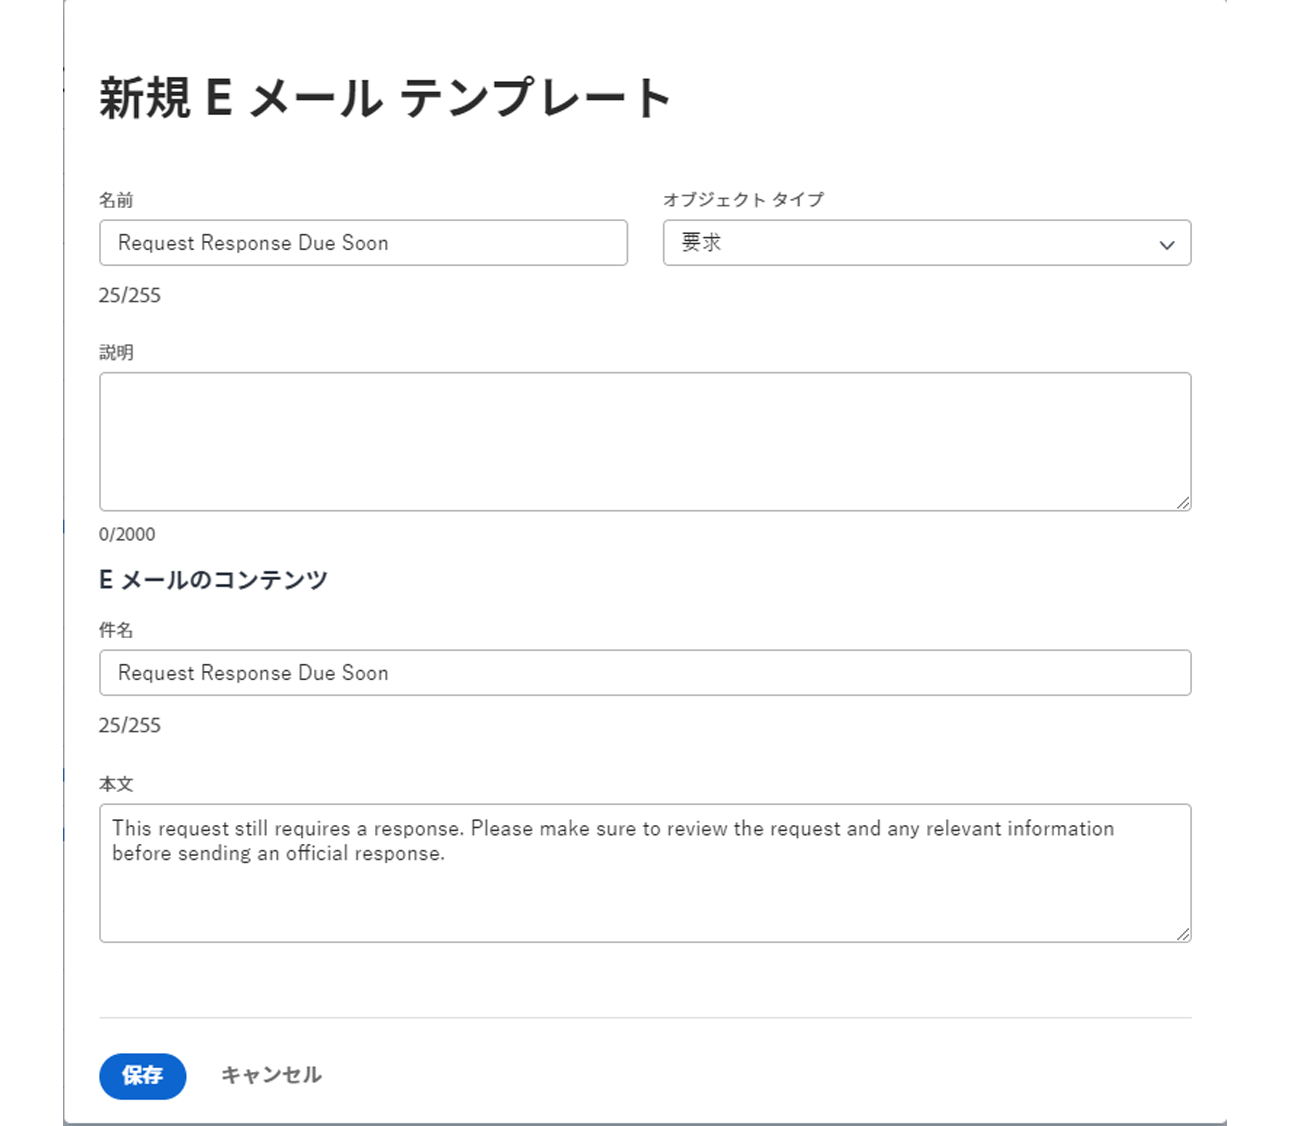 新規 E メール テンプレート
名前
オブジェクト タイプ
Request Response Due Soon
要求
25/255
説明
0/2000
E メールのコンテンツ
件名
Request Response Due Soon
25/255
本文
This request still requires a response. Please make sure to review the request and any relevant information
before sending an official response.
保存
キャンセル